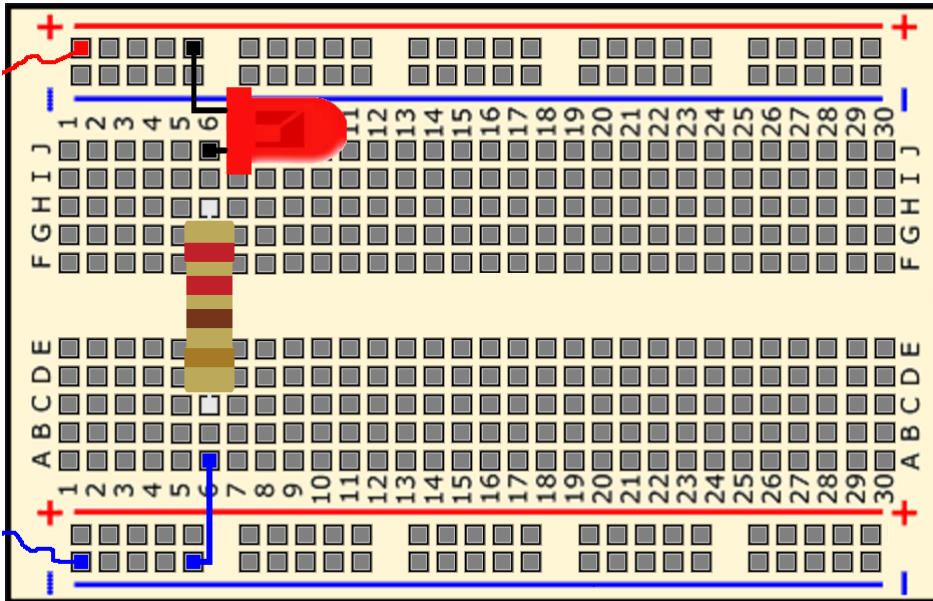 + +
1 2 3 4 5 6 11 12 13 14 15 16 17 18 19 20 21 22 23 24 25 26 27 28 29 30
J J
I I
H H
G G
F F
E E
D D
C C
B B
A A
1 2 3 4 5 6 7 8 9 10 11 12 13 14 15 16 17 18 19 20 21 22 23 24 25 26 27 28 29 30
+ +